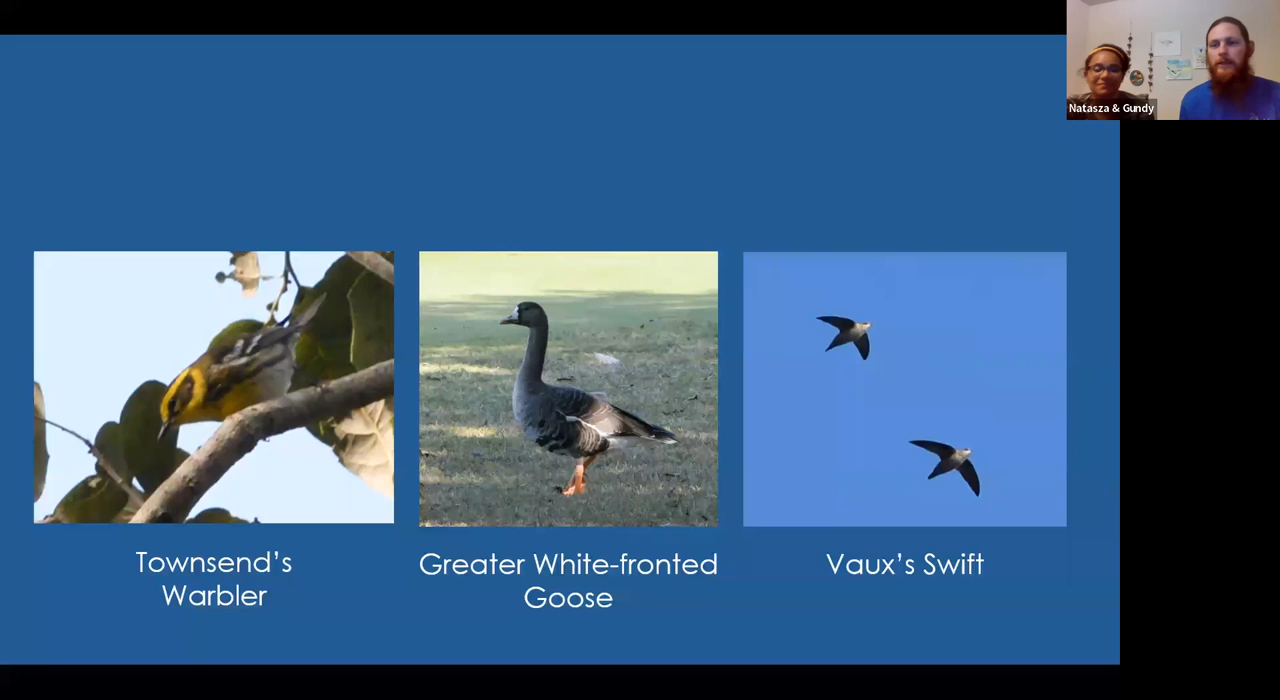 Natasza & Gundy
Townsend’s
Warbler
Greater White-fronted
Goose
Vaux’s Swift